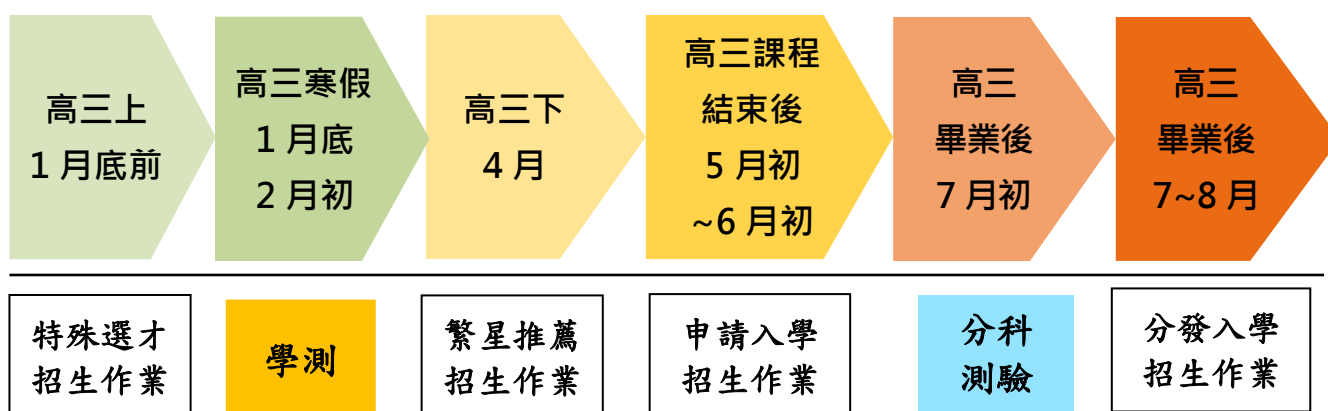 高三上
1 月底前
高三寒假
1 月底
2 月初
高三下
4 月
高三課程
結束後
5 月初
~6 月初
高三
畢業後
7 月初
高三
畢業後
7~8 月
特殊選才
招生作業
學測
繁星推薦
招生作業
申請入學
招生作業
分科
測驗
分發入學
招生作業